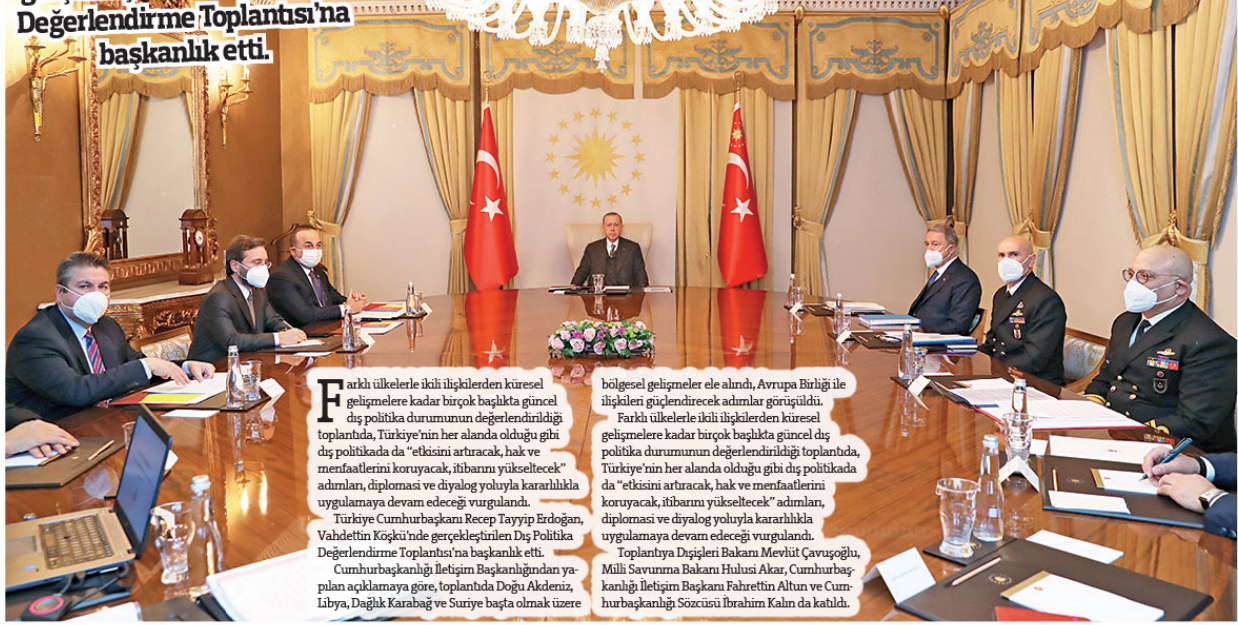 Değerlendirme Toplantısı’na
başkanlık etti.
Farklı ülkelerle ikili ilişkilerden küresel
gelişmelere kadar birçok başlıkta güncel
dış politika durumunun değerlendirildiği
toplantıda, Türkiye’nin her alanda olduğu gibi
dış politikada da “etkisini artıracak, hak ve
menfaatlerini koruyacak, itibarını yükseltecek”
adımları, diplomasi ve diyalog yoluyla kararlılıkla
uygulamaya devam edeceği vurgulandı.
Türkiye Cumhurbaşkanı Recep Tayyip Erdoğan,
Vahdettin Köşkü’nde gerçekleştirilen Dış Politika
Değerlendirme Toplantısı’na başkanlık etti.
Cumhurbaşkanlığı İletişim Başkanlığından ya-
pılan açıklamaya göre, toplantıda Doğu Akdeniz,
Libya, Dağlık Karabağ ve Suriye başta olmak üzere
bölgesel gelişmeler ele alındı, Avrupa Birliği ile
ilişkileri güçlendirecek adımlar görüşüldü.
Farklı ülkelerle ikili ilişkilerden küresel
gelişmelere kadar birçok başlıkta güncel dış
politika durumunun değerlendirildiği toplantıda,
Türkiye’nin her alanda olduğu gibi dış politikada
da “etkisini artıracak, hak ve menfaatlerini
koruyacak, itibarını yükseltecek” adımları,
diplomasi ve diyalog yoluyla kararlılıkla
uygulamaya devam edeceği vurgulandı.
Toplantıya Dışişleri Bakanı Mevlüt Çavuşoğlu,
Milli Savunma Bakanı Hulusi Akar, Cumhurbaş-
kanlığı İletişim Başkanı Fahrettin Altun ve Cum-
hurbaşkanlığı Sözcüsü İbrahim Kalın da katıldı.